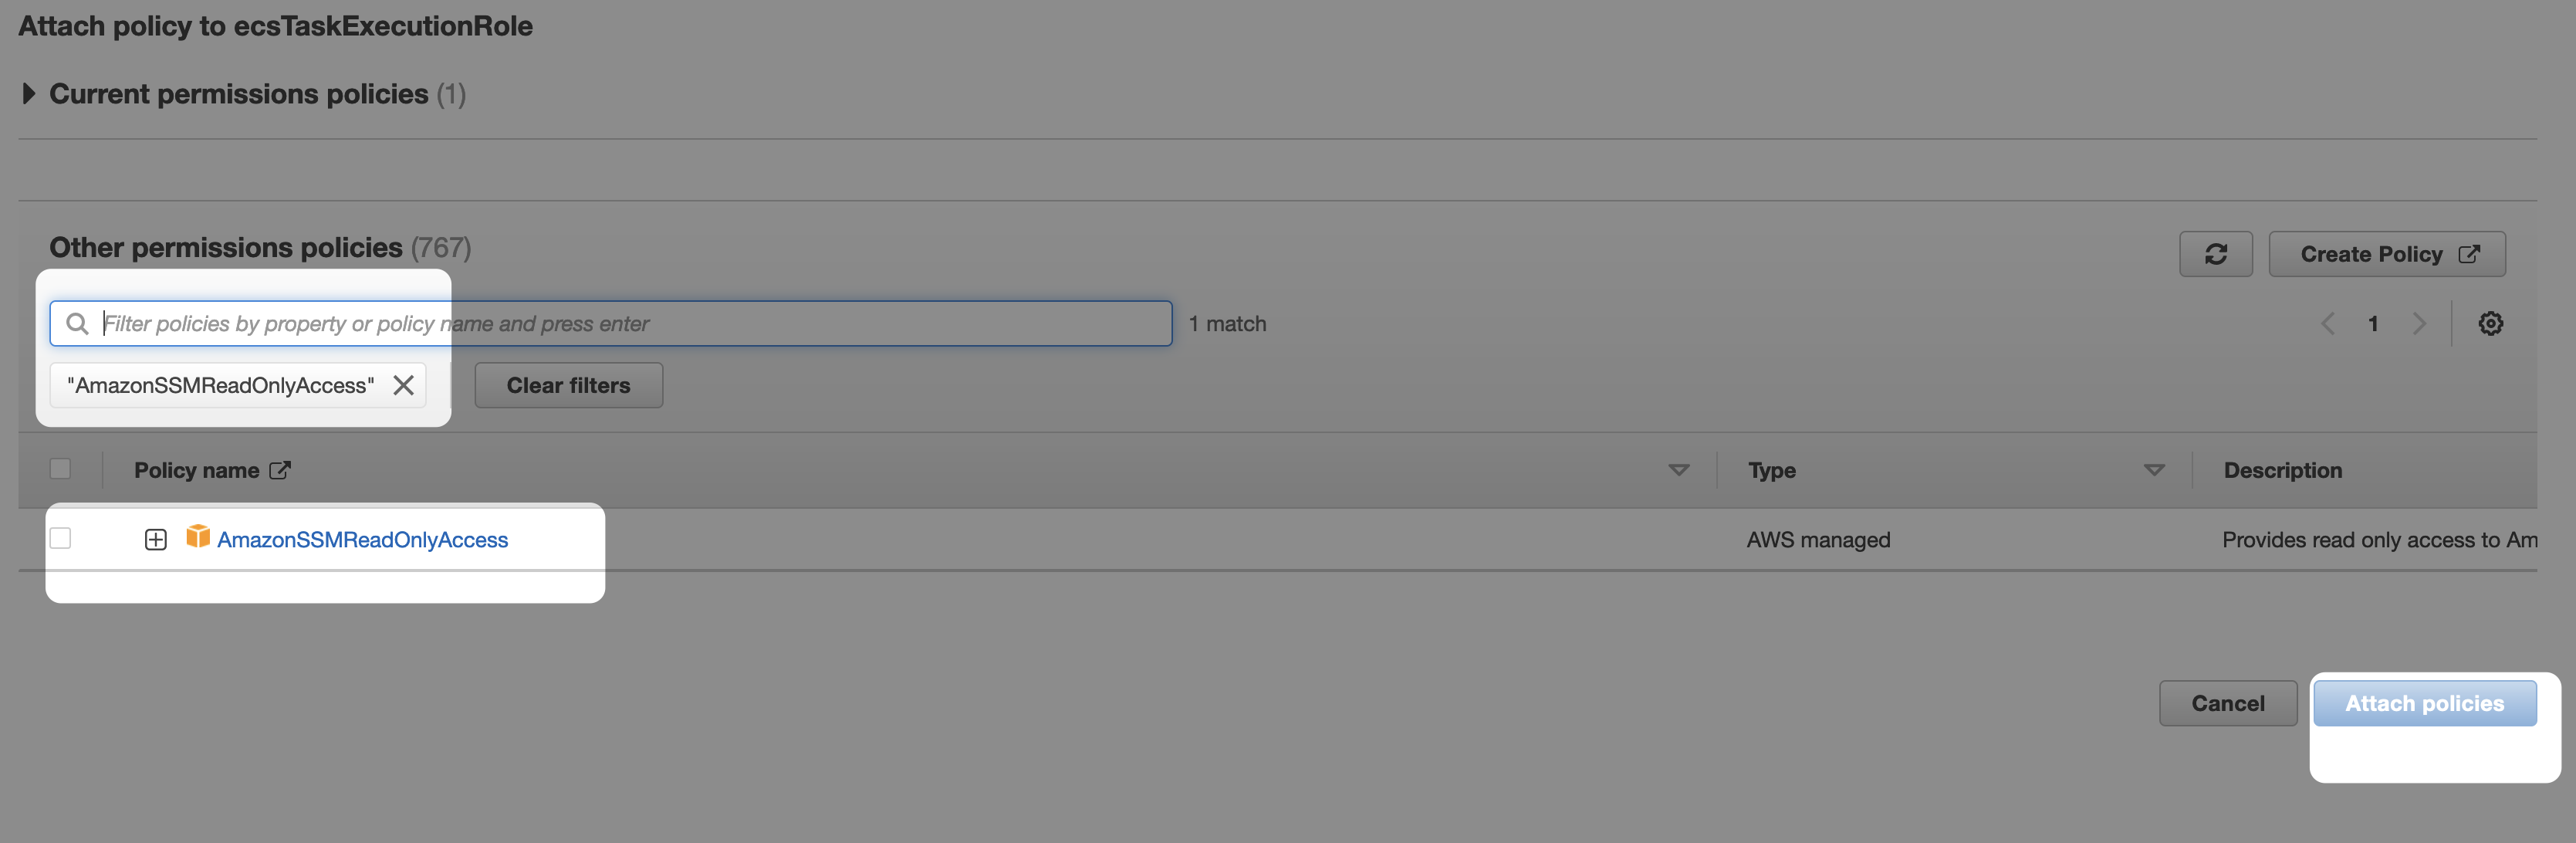 Attach policy to ecsTaskExecutionRole
Current permissions policies (1)
Other permissions policies (767)
Create Policy
Filter policies by property or policy name and press enter
1 match
1
"AmazonSSMReadOnlyAccess"
Clear filters
Policy name
Type
Description
AmazonSSMReadOnlyAccess
AWS managed
Provides read only access to Am
Cancel
Attach policies